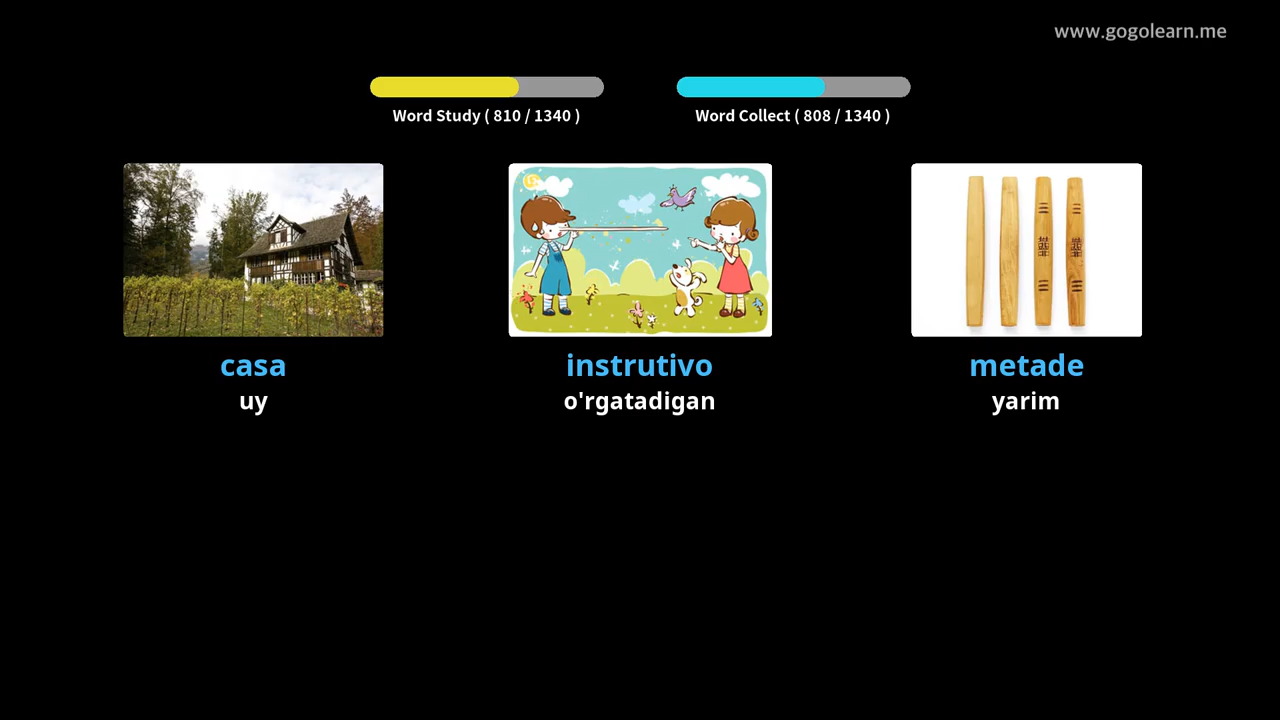 www.gogolearn.me
Word Study ( 810 / 1340 )
Word Collect ( 808 / 1340 )
casa
instrutivo
metade
uy
o'rgatadigan
yarim